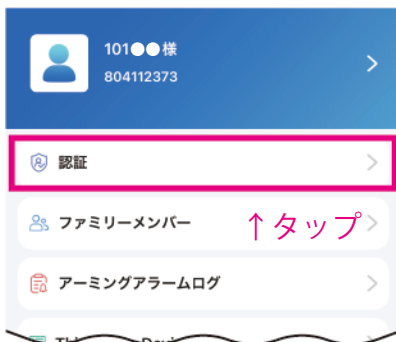 101●●様
804112373
認証
ファミリーメンバー
↑タップ
アーミングアラームログ